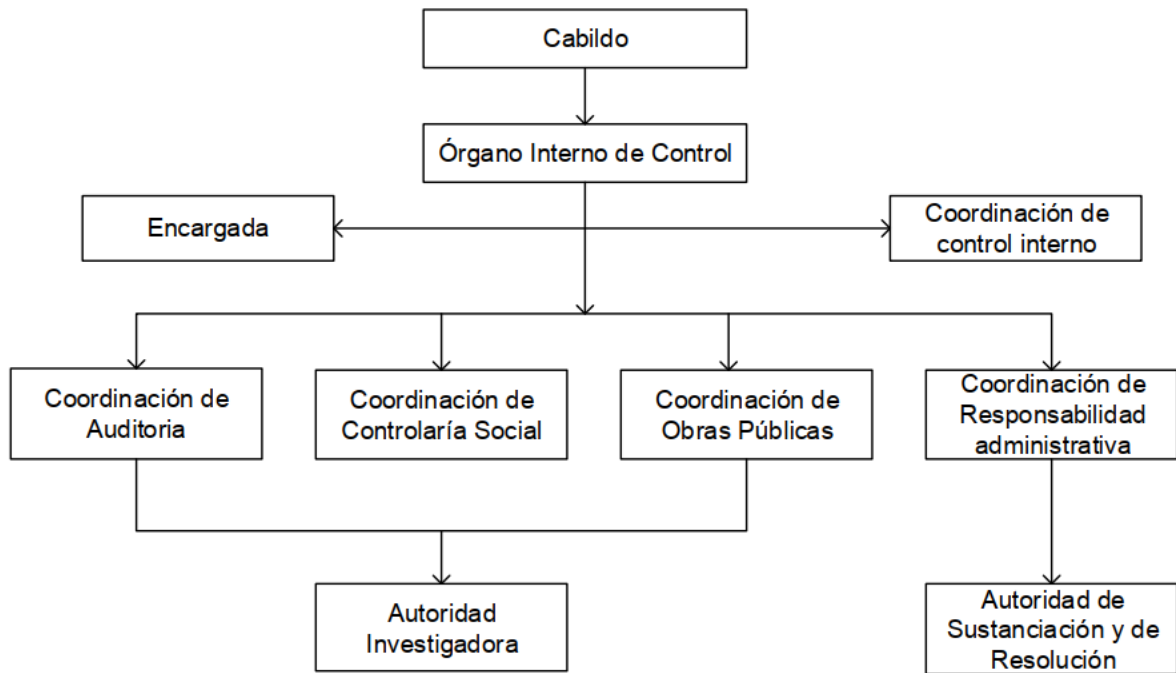 Cabildo
Órgano Interno de Control
Encargada
Coordinación de
control interno
Coordinación de
Auditoria
Coordinación de
Controlaría Social
Coordinación de
Obras Públicas
Coordinación de
Responsabilidad
administrativa
Autoridad
Investigadora
Autoridad de
Sustanciación y de
Resolución